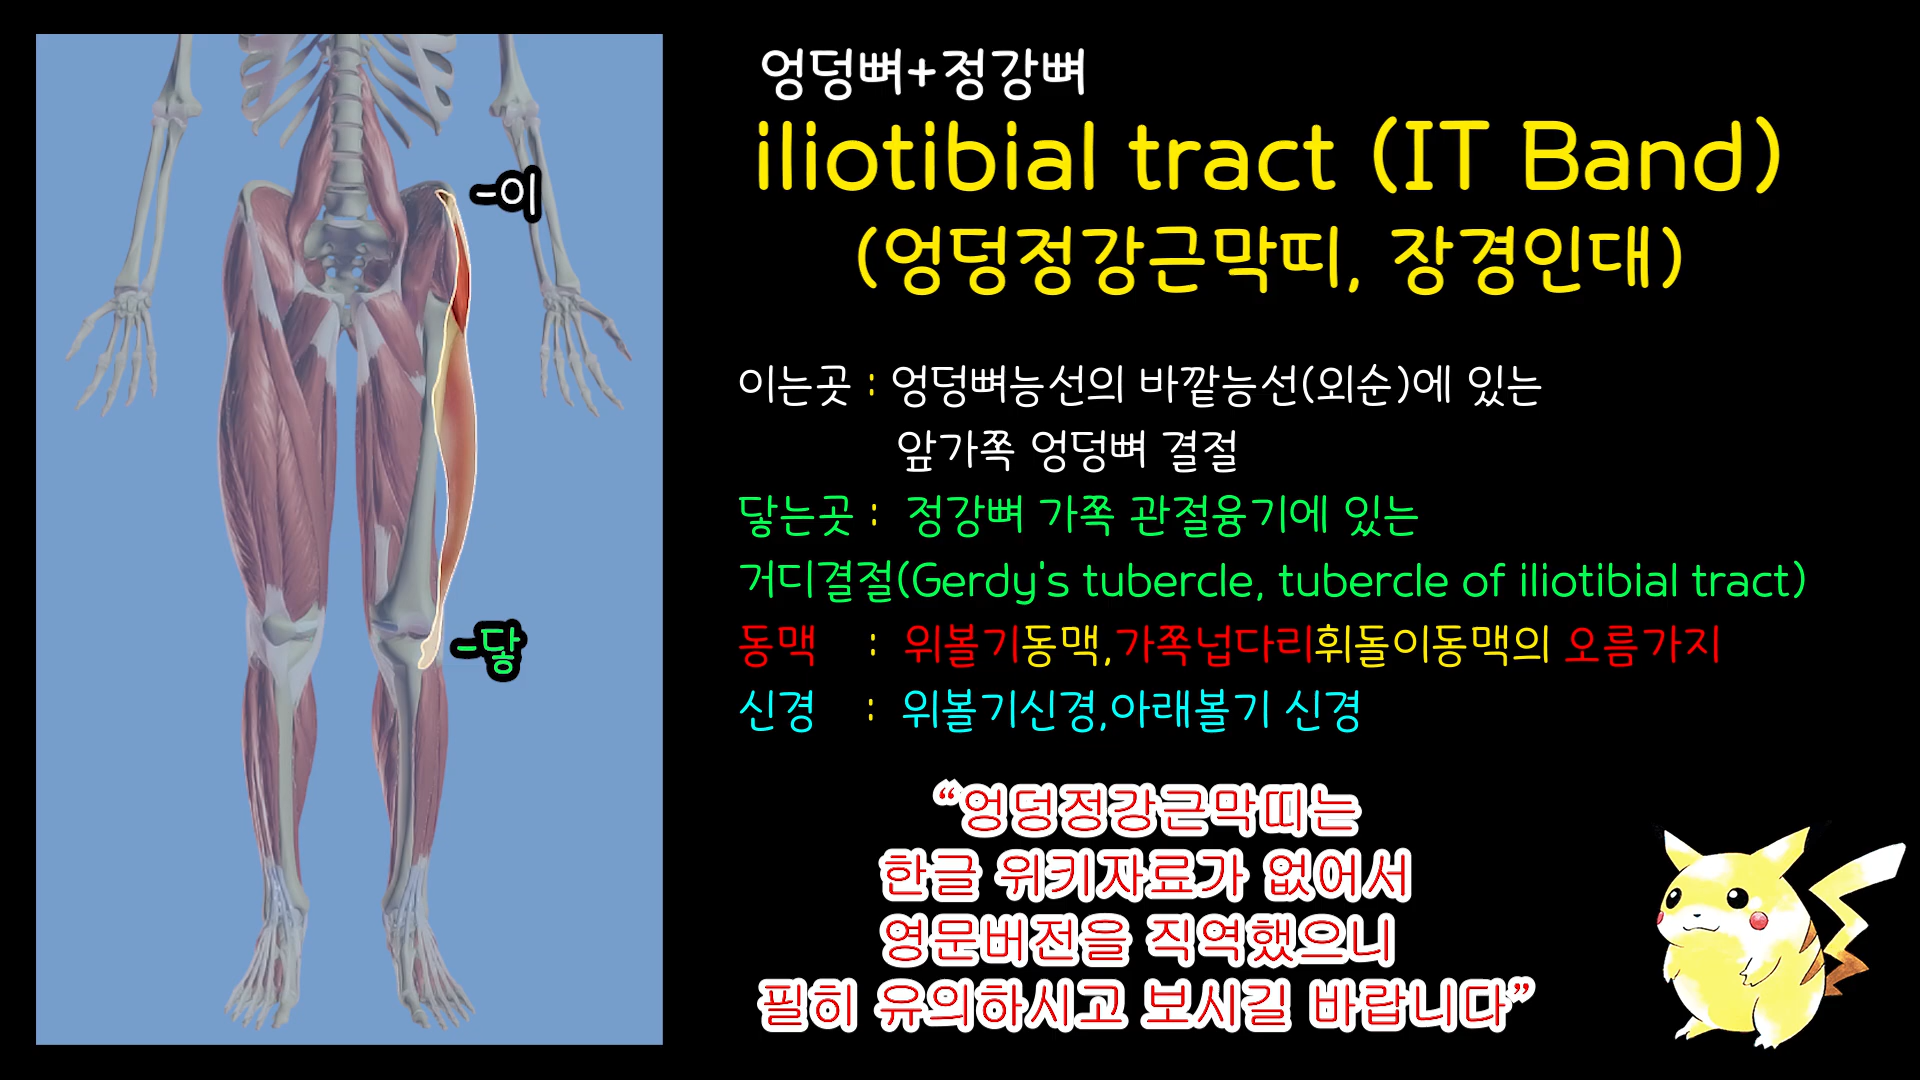 엉덩뼈+정강뼈
iliotibial tract (IT Band)
(엉덩정강근막띠, 장경인대)
-이
이는곳 : 엉덩뼈능선의 바깥능선(외순)에 있는
앞가쪽 엉덩뼈 결절
닿는곳 : 정강뼈 가쪽 관절융기에 있는
거디결절(Gerdy's tubercle, tubercle of iliotibial tract)
동맥 : 위볼기동맥,가쪽넙다리휘돌이동맥의 오름가지
-닿
신경 : 위볼기신경,아래볼기 신경
“엉덩정강근막띠는
한글 위키자료가 없어서
영문버전을 직역했으니
필히 유의하시고 보시길 바랍니다”